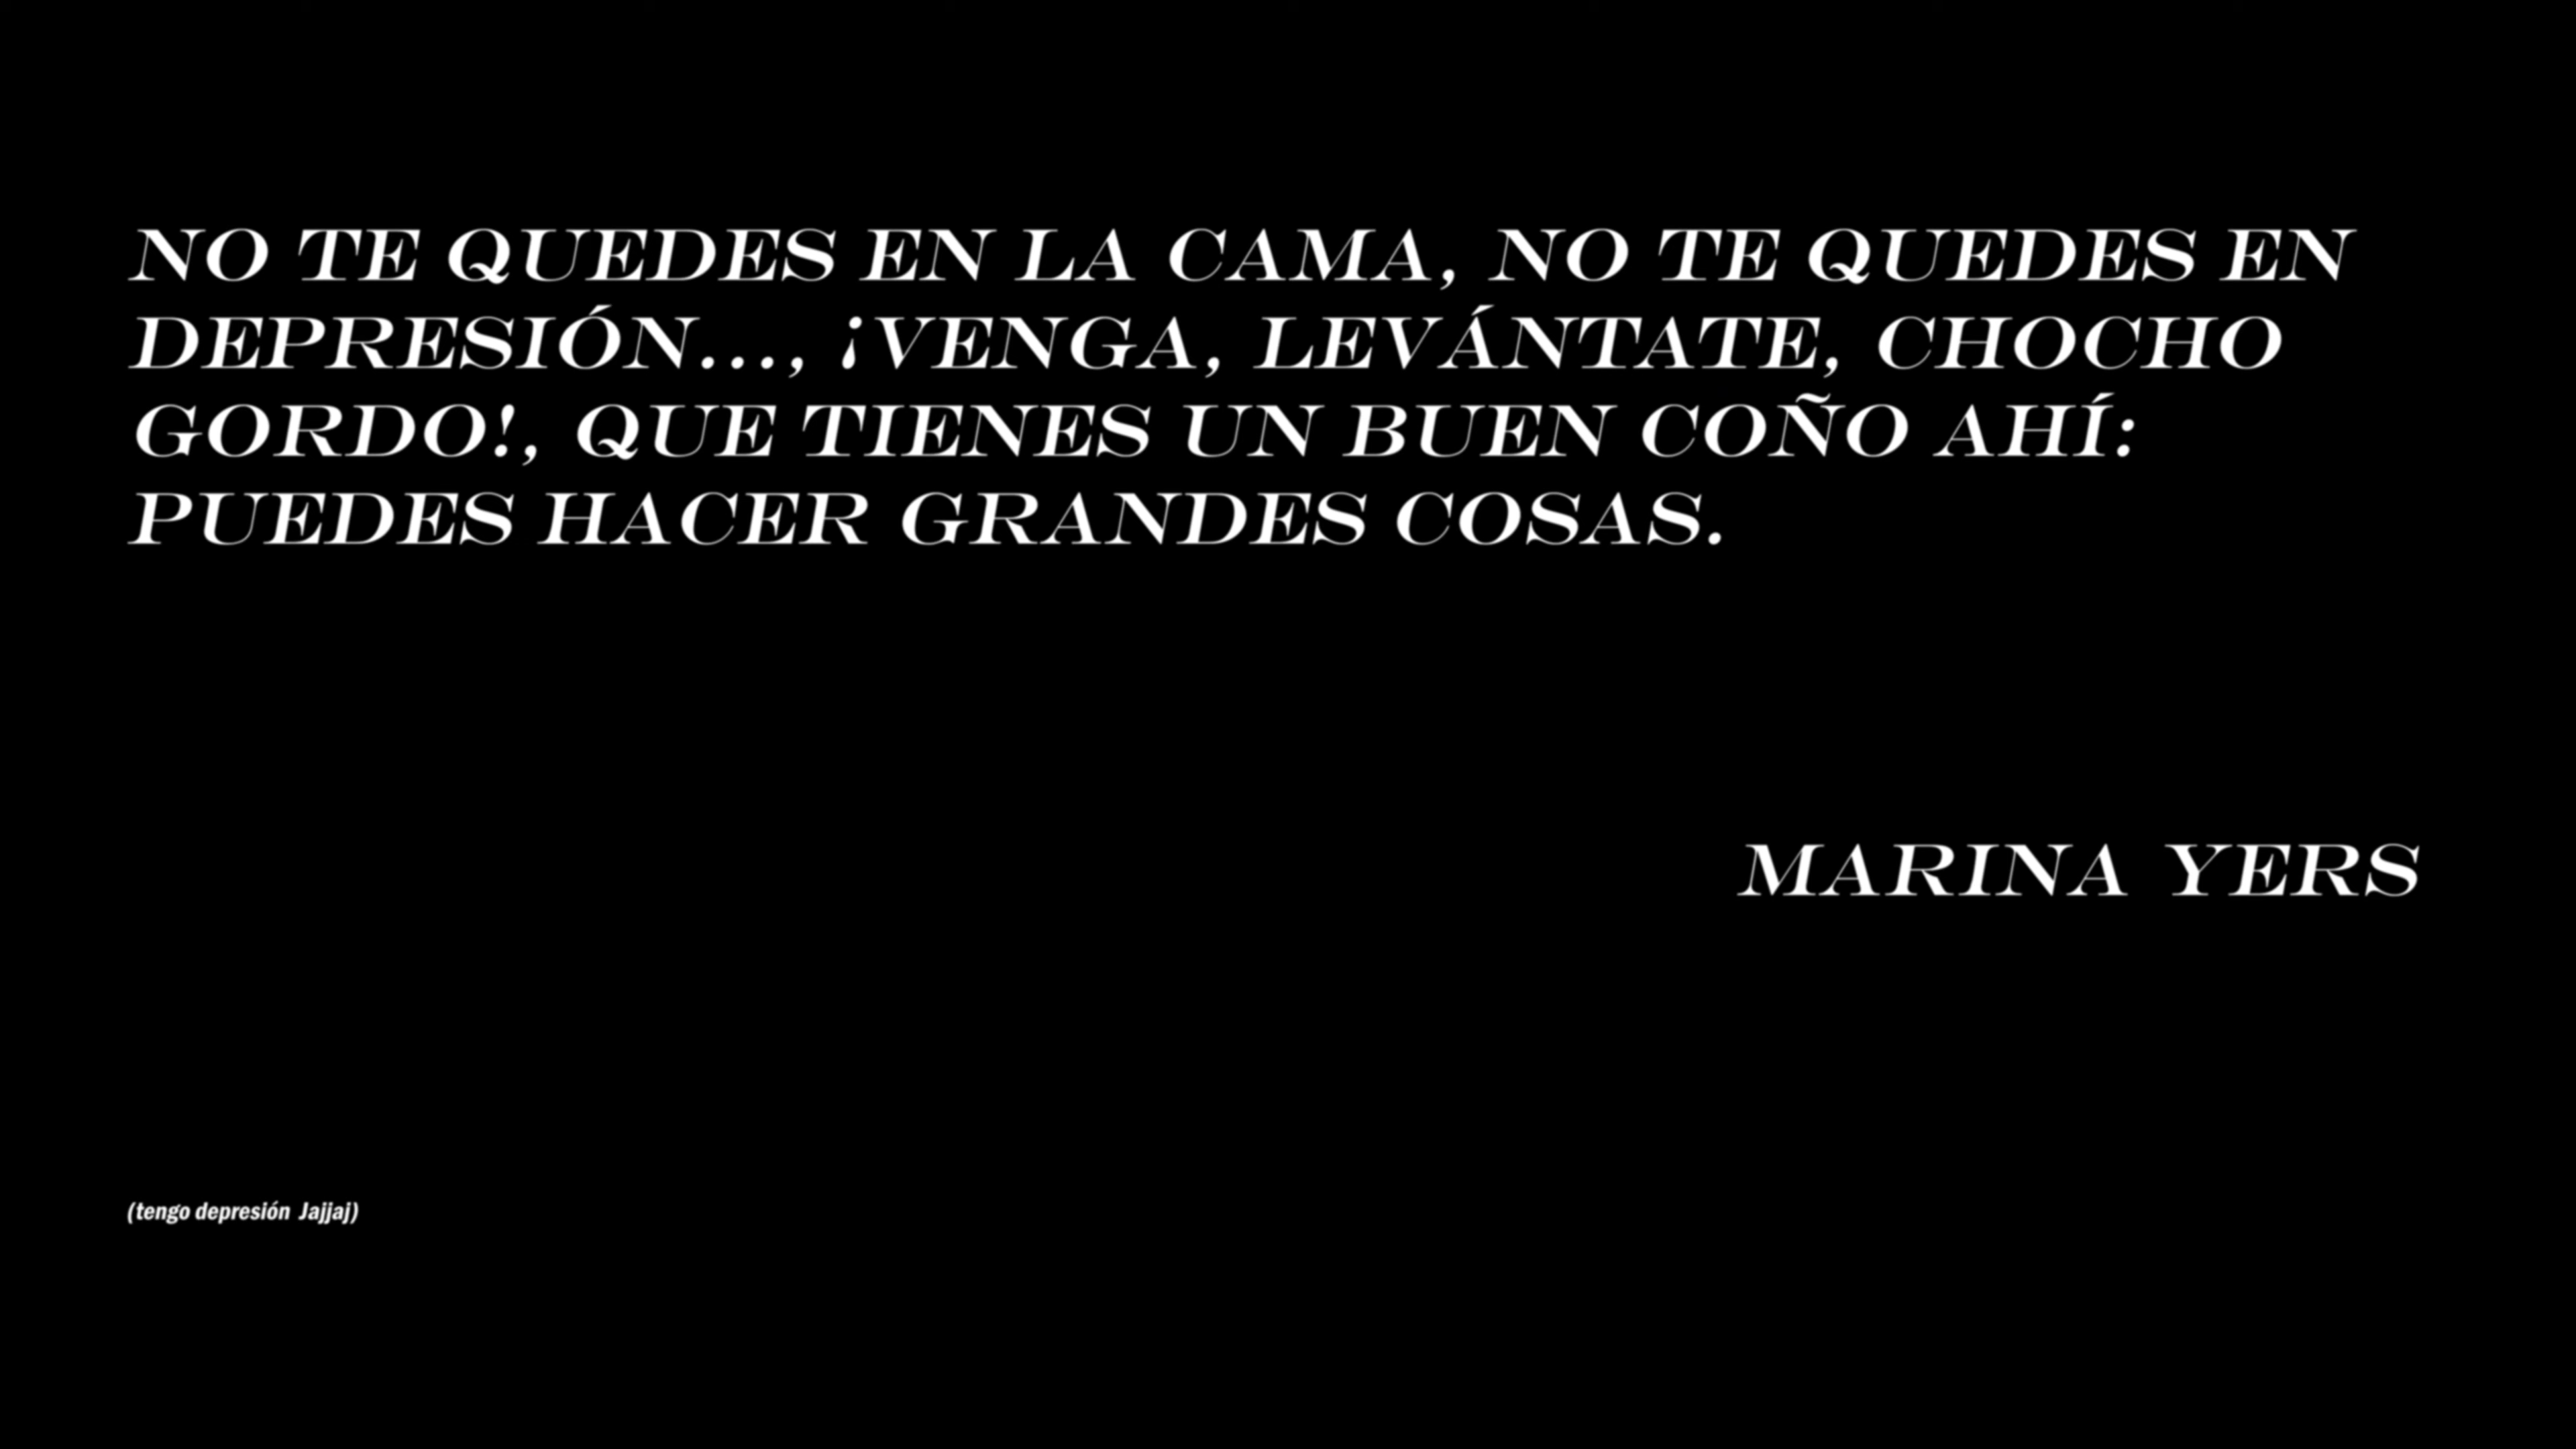 NO TE QUEDES EN LA CAMA, NO TE QUEDES EN
DEPRESIÓN..., ¡VENGA, LEVÁNTATE, CHOCHO
GORDO!, QUE TIENES UN BUEN COÑO AHÍ:
PUEDES HACER GRANDES COSAS.
MARINA YERS
(tengo depresión Jajjaj)